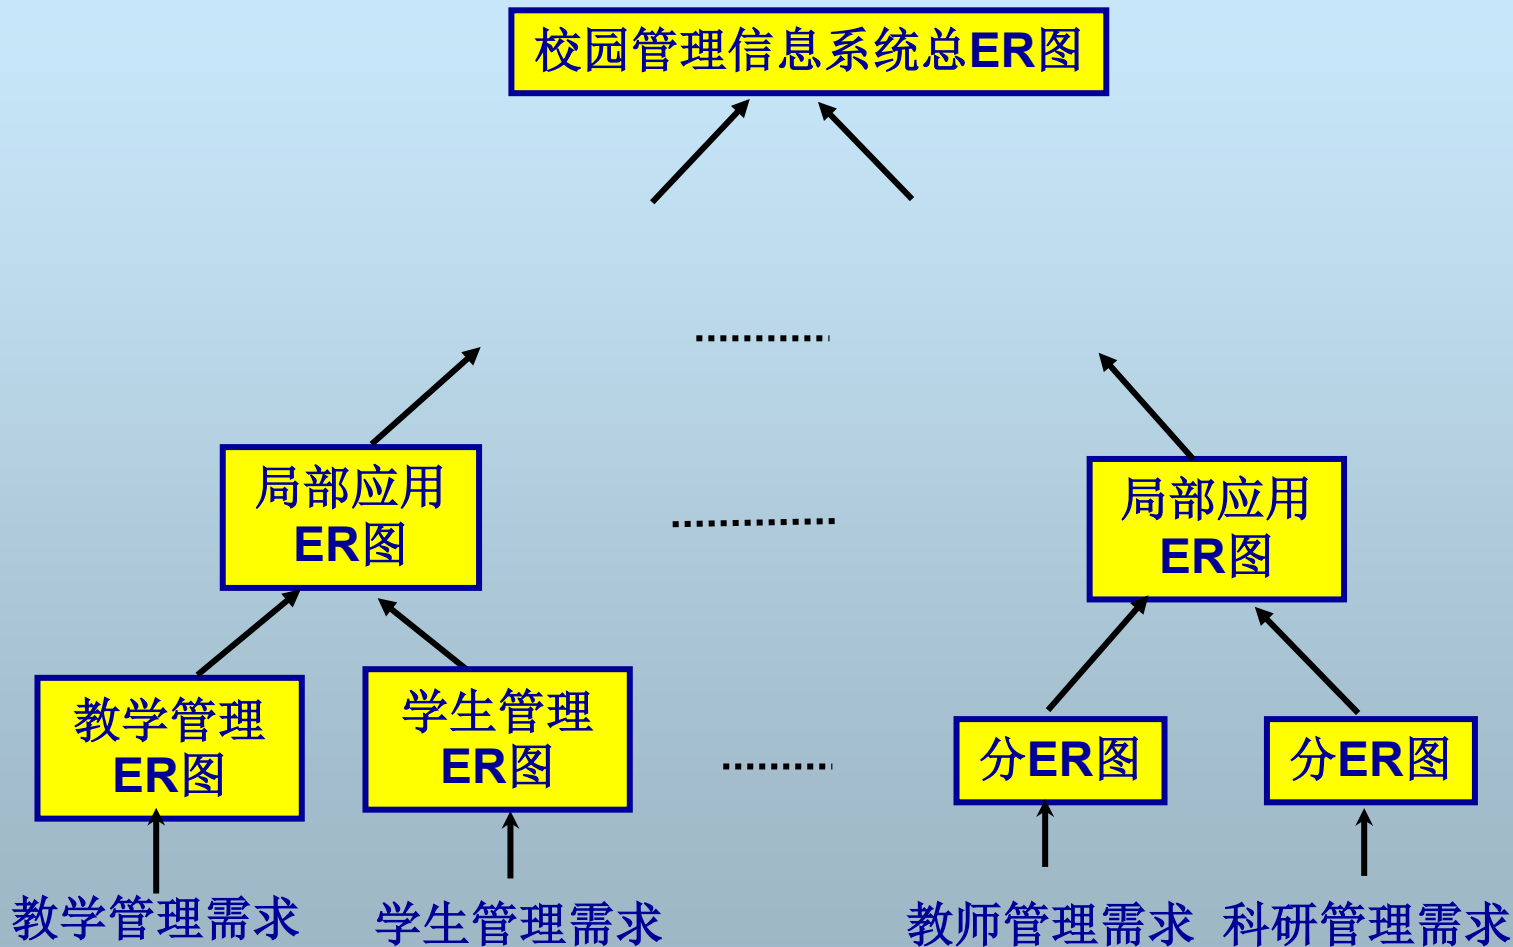 校园管理信息系统总ER图
局部应用
ER图
局部应用
ER图
教学管理
ER图
学生管理
ER图
分ER图
分ER图
教学管理需求
学生管理需求
教师管理需求
科研管理需求